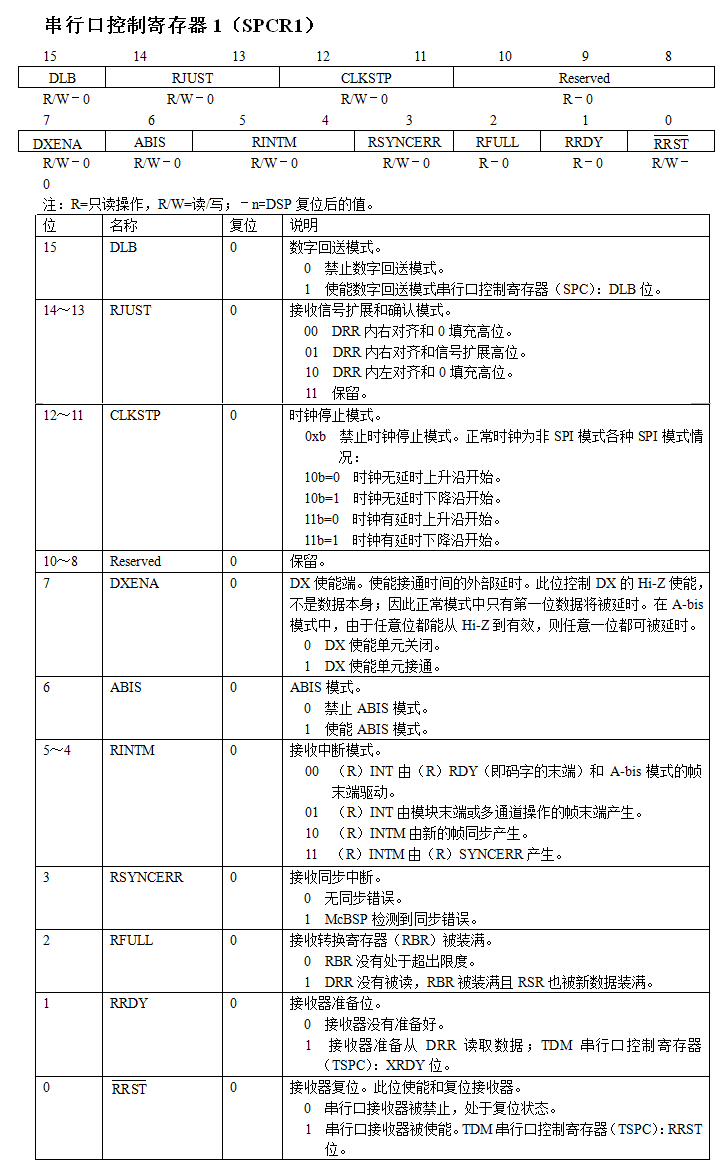 串行口控制寄存器 1（SPCR1）
15 14 13 12 11 10 9 8
DLB RJUST CLKSTP Reserved
R/W－0 R/W－0 R/W－0 R－0
7 6 5 4 3 2 1 0
DXENA ABIS RINTM RSYNCERR RFULL RRDY RRST
R/W－0 R/W－0 R/W－0 R/W－0 R－0 R－0 R/W－
0
注：R=只读操作，R/W=读/写；－n=DSP 复位后的值。
位 名称 复位 说明
15 DLB 0 数字回送模式。
0 禁止数字回送模式。
1 使能数字回送模式串行口控制寄存器（SPC）：DLB 位。
14～13 RJUST 0 接收信号扩展和确认模式。
00 DRR 内右对齐和 0 填充高位。
01 DRR 内右对齐和信号扩展高位。
10 DRR 内左对齐和 0 填充高位。
11 保留。
12～11 CLKSTP 0 时钟停止模式。
0xb 禁止时钟停止模式。正常时钟为非 SPI 模式各种 SPI 模式情
况：
10b=0 时钟无延时上升沿开始。
10b=1 时钟无延时下降沿开始。
11b=0 时钟有延时上升沿开始。
11b=1 时钟有延时下降沿开始。
10～8 Reserved 0 保留。
7 DXENA 0 DX 使能端。使能接通时间的外部延时。此位控制 DX 的 Hi-Z 使能，
不是数据本身；因此正常模式中只有第一位数据将被延时。在 A-bis
模式中，由于任意位都能从 Hi-Z 到有效，则任意一位都可被延时。
0 DX 使能单元关闭。
1 DX 使能单元接通。
6 ABIS 0 ABIS 模式。
0 禁止 ABIS 模式。
1 使能 ABIS 模式。
5～4 RINTM 0 接收中断模式。
00 （R）INT 由（R）RDY（即码字的末端）和 A-bis 模式的帧
末端驱动。
01 （R）INT 由模块末端或多通道操作的帧末端产生。
10 （R）INTM 由新的帧同步产生。
11 （R）INTM 由（R）SYNCERR 产生。
3 RSYNCERR 0 接收同步中断。
0 无同步错误。
1 McBSP 检测到同步错误。
2 RFULL 0 接收转换寄存器（RBR）被装满。
0 RBR 没有处于超出限度。
1 DRR 没有被读，RBR 被装满且 RSR 也被新数据装满。
1 RRDY 0 接收器准备位。
0 接收器没有准备好。
1 接收器准备从 DRR 读取数据；TDM 串行口控制寄存器
（TSPC）：XRDY 位。
0 RRST 0 接收器复位。此位使能和复位接收器。
0 串行口接收器被禁止，处于复位状态。
1 串行口接收器被使能。TDM 串行口控制寄存器（TSPC）：RRST
位。